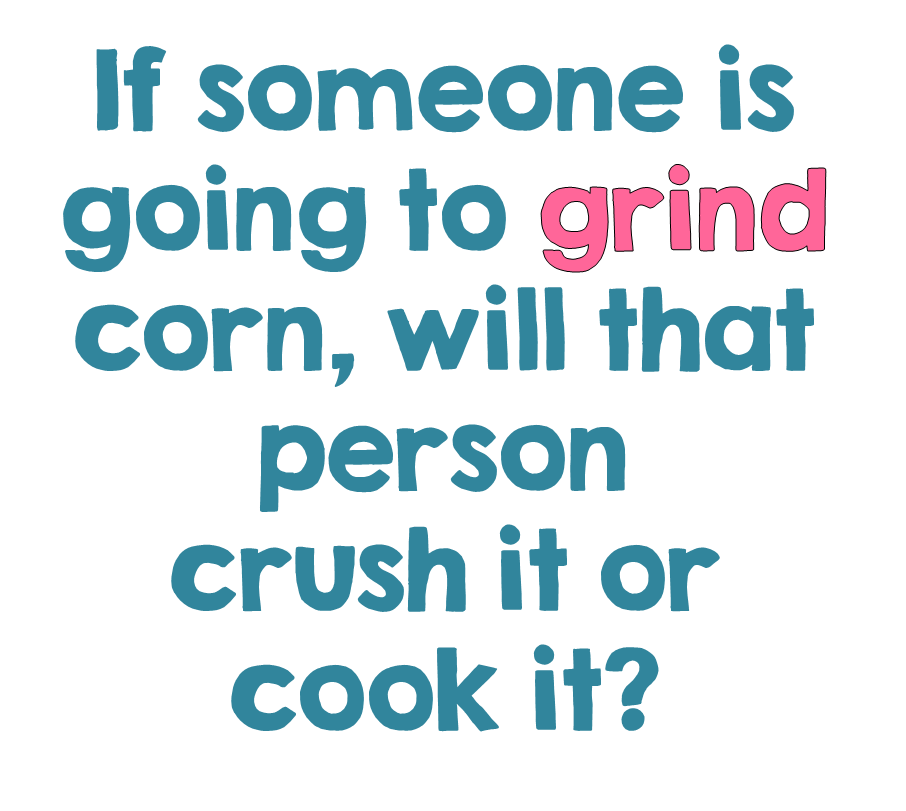 If someone is
going to grind
corn, will that
person
crush it or
cook it?